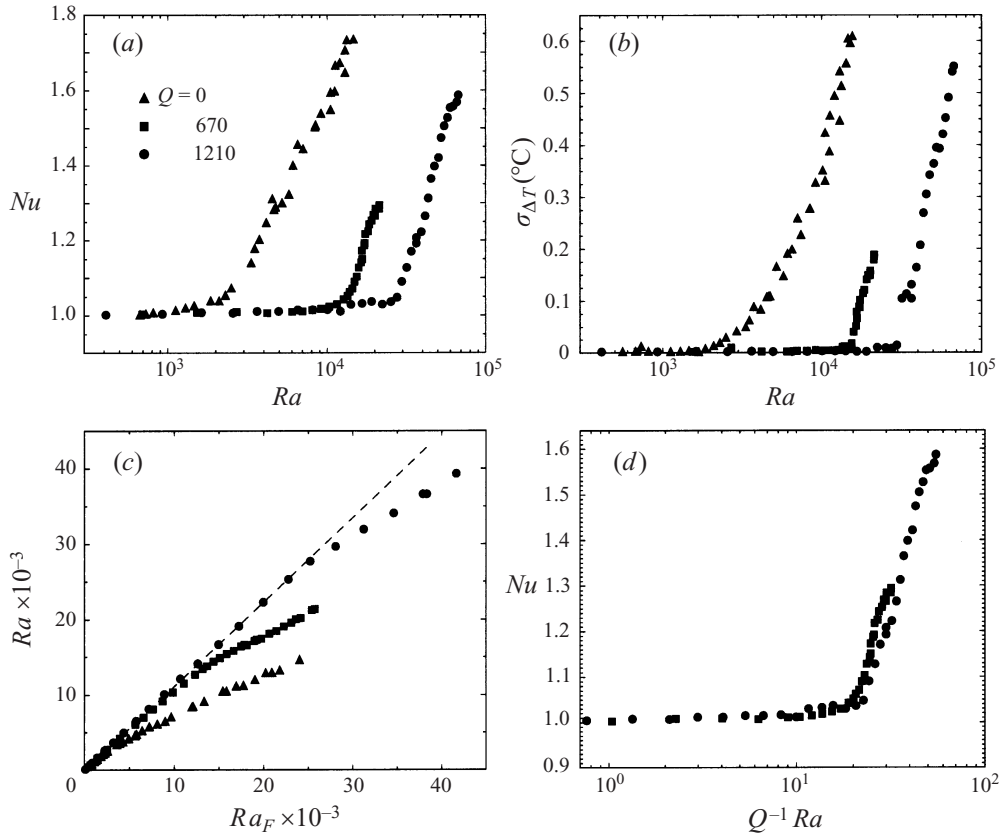 (a)
1.8
1.6
1.4
1.2
1.0
Nu
▲ Q = 0
■ 670
● 1210
10³ 10⁴ 10⁵
Ra
(b)
0.6
0.5
0.4
0.3
0.2
0.1
0
σ_ΔT (°C)
10³ 10⁴ 10⁵
Ra
(c)
40
30
20
10
0
Ra ×10⁻³
0 10 20 30 40
Ra_F ×10⁻³
(d)
1.6
1.5
1.4
1.3
1.2
1.1
1.0
0.9
Nu
10⁰ 10¹ 10²
Q⁻¹ Ra